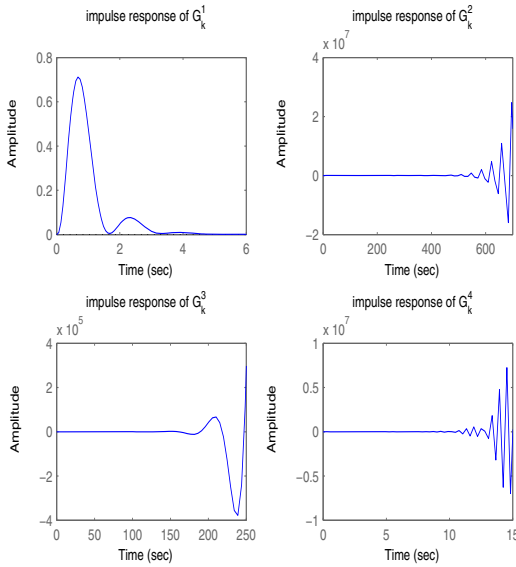 impulse response of G_k^1
0.8
0.6
0.4
0.2
0
0 2 4 6
Amplitude
Time (sec)
impulse response of G_k^2
x 10^7
4
2
0
−2
0 200 400 600
Amplitude
Time (sec)
impulse response of G_k^3
x 10^5
4
2
0
−2
−4
0 50 100 150 200 250
Amplitude
Time (sec)
impulse response of G_k^4
x 10^7
1
0.5
0
−0.5
−1
0 5 10 15
Amplitude
Time (sec)